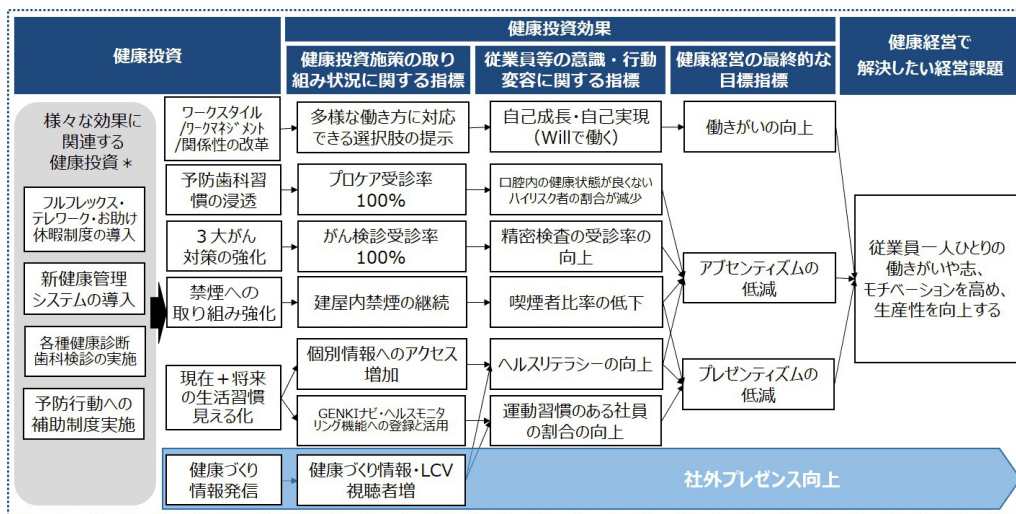 健康投資
健康投資効果
健康投資施策の取り
組み状況に関する指標
従業員等の意識・行動
変容に関する指標
健康経営の最終的な
目標指標
健康経営で
解決したい経営課題
様々な効果に
関連する
健康投資＊
フルフレックス・
テレワーク・お助け
休暇制度の導入
新健康管理
システムの導入
各種健康診断
歯科検診の実施
予防行動への
補助制度実施
ワークスタイル
/ワークマネジメント
/関係性の改革
多様な働き方に対応
できる選択肢の提示
自己成長・自己実現
（Willで働く）
働きがいの向上
予防歯科習
慣の浸透
プロケア受診率
100%
口腔内の健康状態が良くない
ハイリスク者の割合が減少
３大がん
対策の強化
がん検診受診率
100%
精密検査の受診率の
向上
アブセンティズムの
低減
禁煙への
取り組み強化
建屋内禁煙の継続
喫煙者比率の低下
現在＋将来
の生活習慣
見える化
個別情報へのアクセス
増加
ヘルスリテラシーの向上
プレゼンティズムの
低減
GENKIナビ・ヘルスモニタ
リング機能への登録と活用
運動習慣のある社員
の割合の向上
健康づくり
情報発信
健康づくり情報・LCV
視聴者増
社外プレゼンス向上
従業員一人ひとりの
働きがいや志、
モチベーションを高め、
生産性を向上する